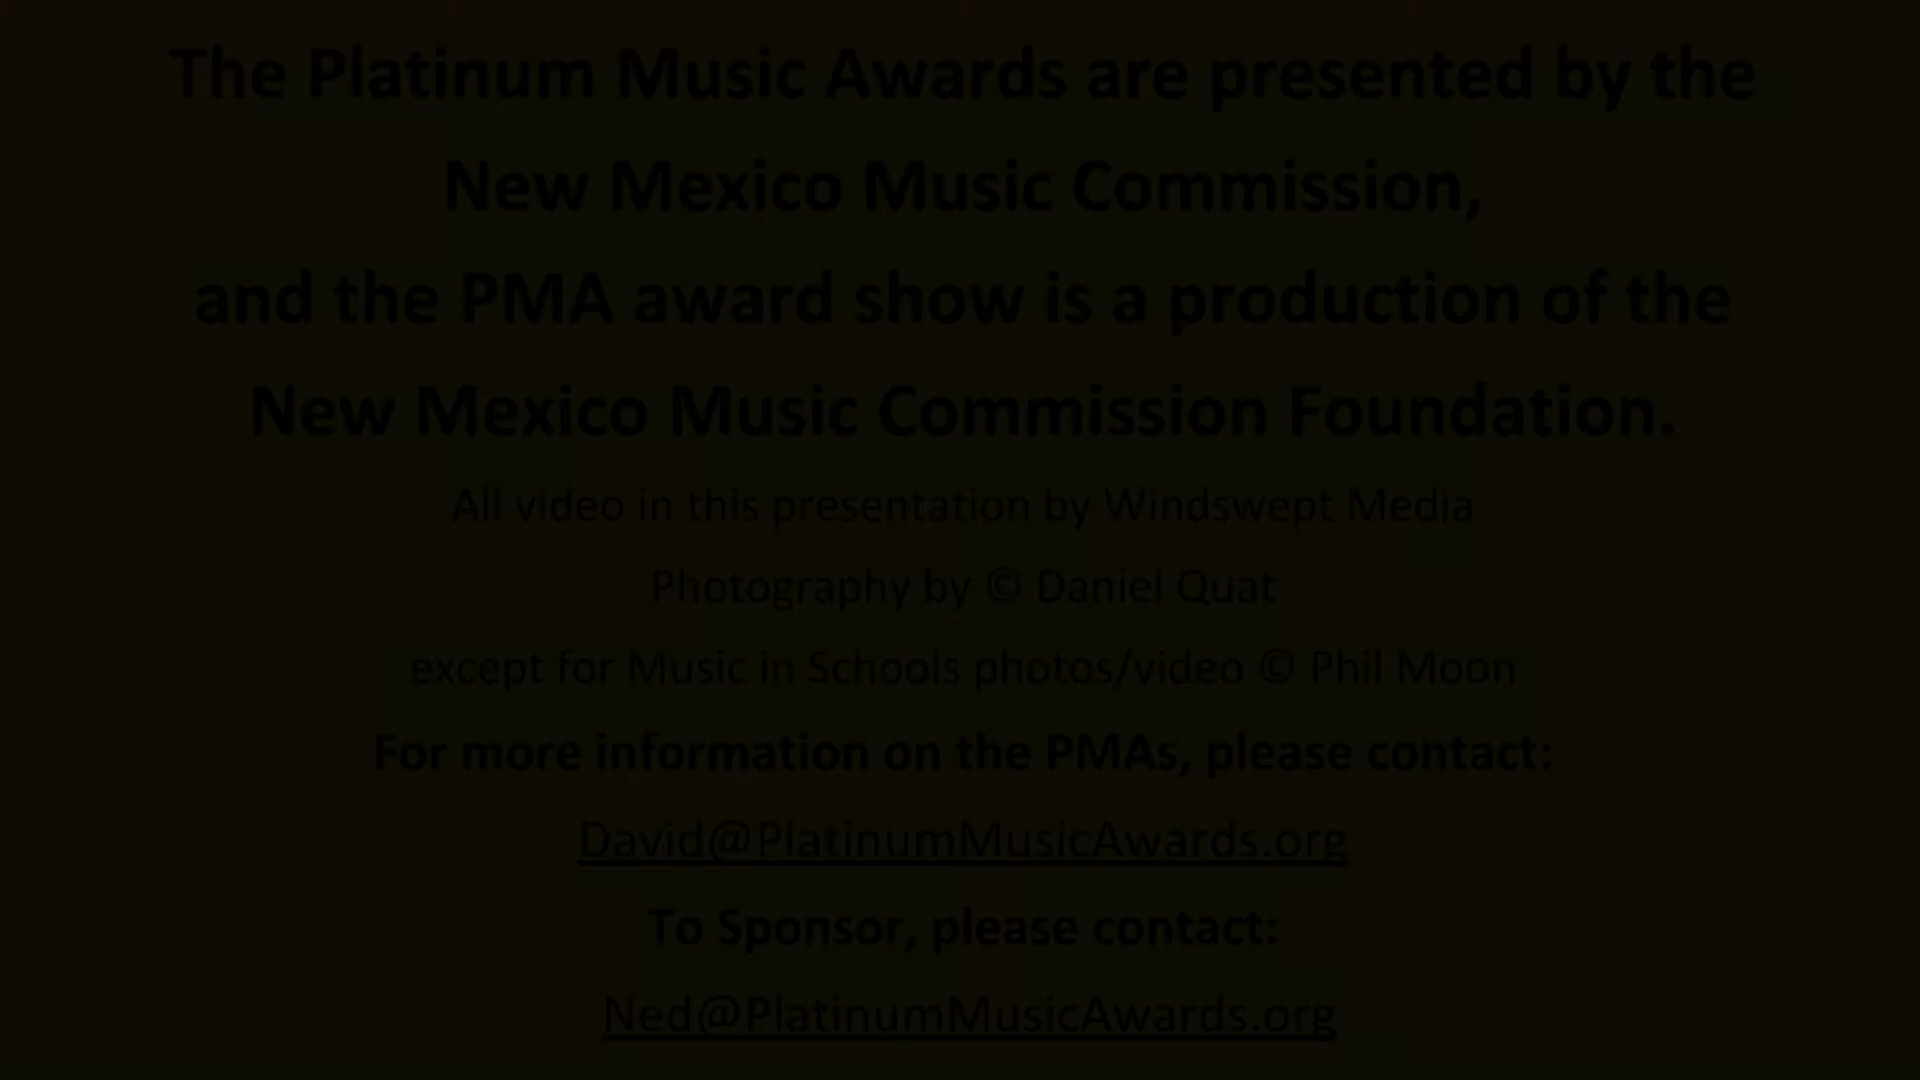 The Platinum Music Awards are presented by the
New Mexico Music Commission,
and the PMA award show is a production of the
New Mexico Music Commission Foundation.
All video in this presentation by Windswept Media
Photography by © Daniel Quat
except for Music in Schools photos/video © Phil Moon
For more information on the PMAs, please contact:
David@PlatinumMusicAwards.org
To Sponsor, please contact:
Ned@PlatinumMusicAwards.org